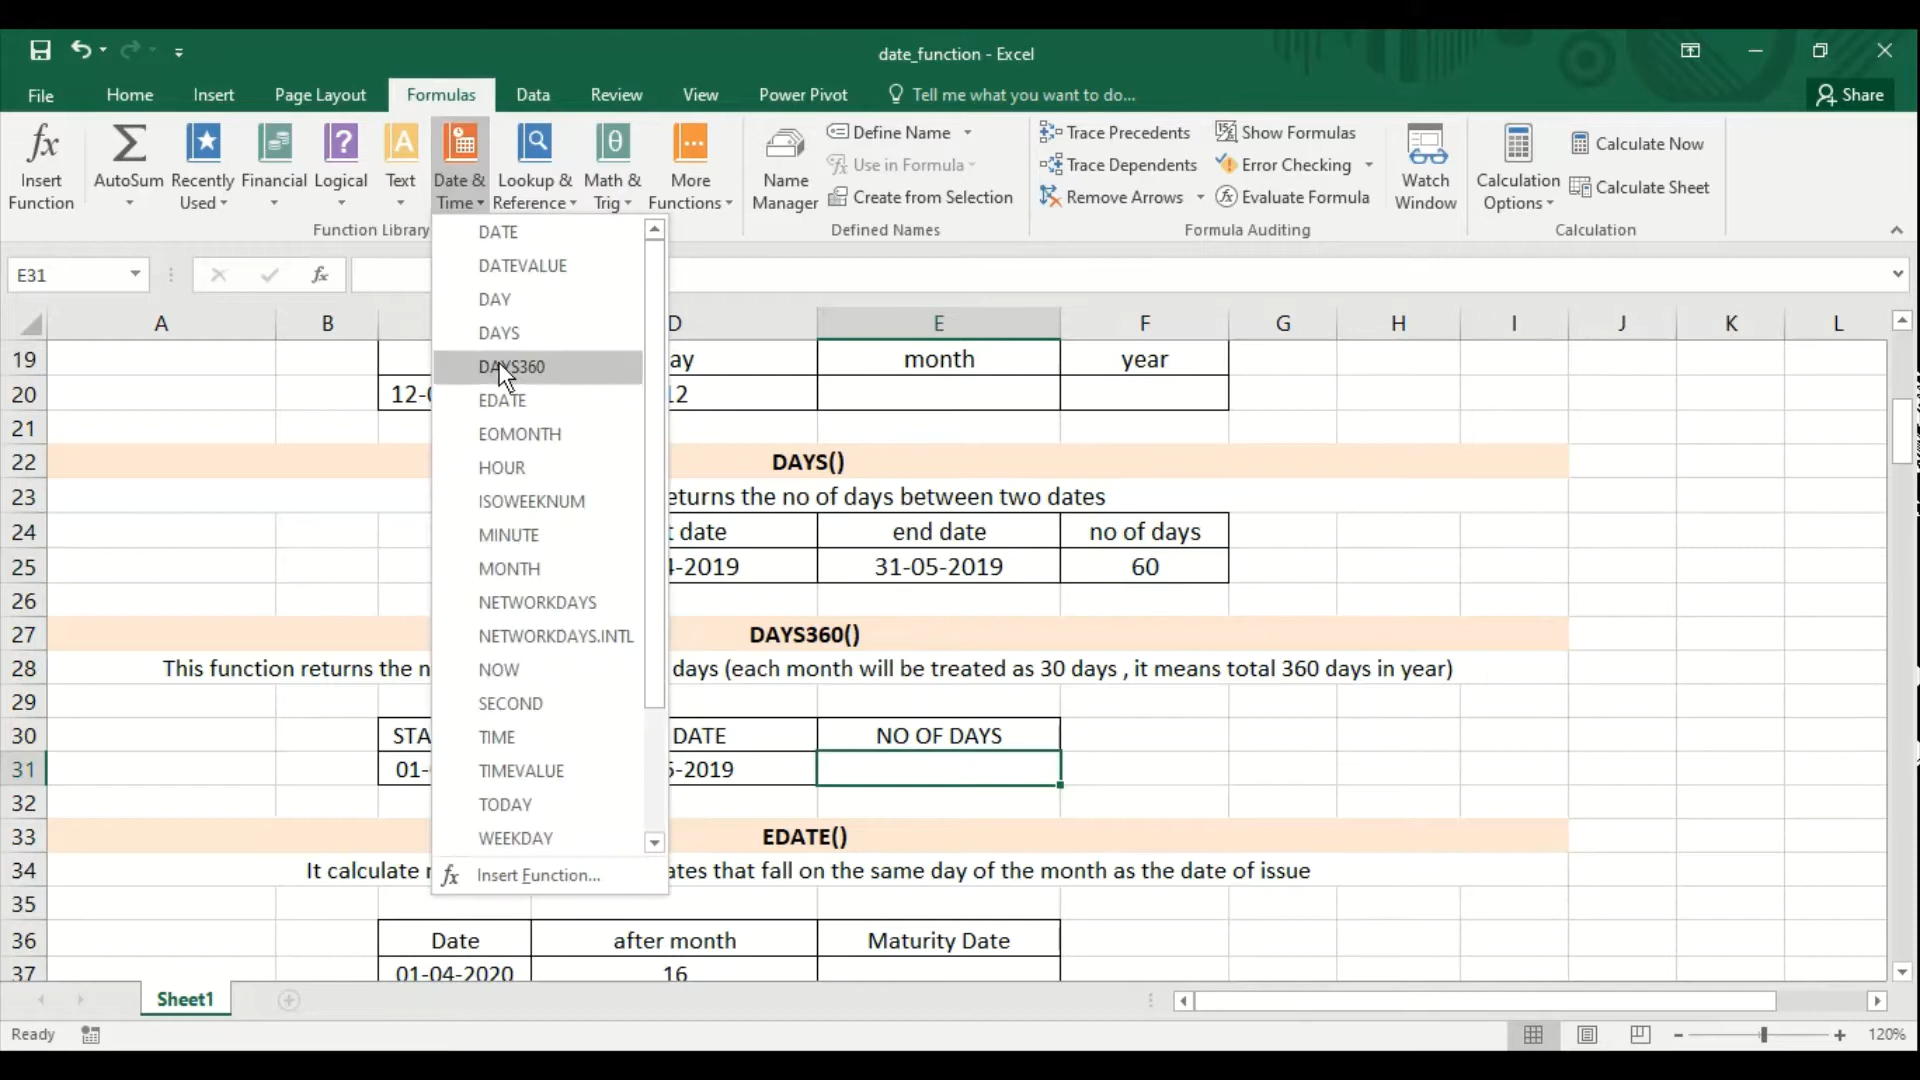 date_function - Excel
File Home Insert Page Layout Formulas Data Review View Power Pivot Tell me what you want to do... Share
fx Σ ? A θ
Insert Function
AutoSum
Recently Used
Financial
Logical
Text
Date & Time
Lookup & Reference
Math & Trig
More Functions
Function Library
Name Manager
Define Name
Use in Formula
Create from Selection
Defined Names
Trace Precedents
Trace Dependents
Remove Arrows
Show Formulas
Error Checking
Evaluate Formula
Formula Auditing
Watch Window
Calculation Options
Calculate Now
Calculate Sheet
Calculation
E31 fx
DATE
DATEVALUE
DAY
DAYS
DAYS360
EDATE
EOMONTH
HOUR
ISOWEEKNUM
MINUTE
MONTH
NETWORKDAYS
NETWORKDAYS.INTL
NOW
SECOND
TIME
TIMEVALUE
TODAY
WEEKDAY
fx Insert Function...
A B D E F G H I J K L
19 ay month year
20 12-0 12
21
22 DAYS()
23 eturns the no of days between two dates
24 t date end date no of days
25 4-2019 31-05-2019 60
26
27 DAYS360()
28 This function returns the n days (each month will be treated as 30 days , it means total 360 days in year)
29
30 STA DATE NO OF DAYS
31 01- 5-2019
32
33 EDATE()
34 It calculate ates that fall on the same day of the month as the date of issue
35
36 Date after month Maturity Date
37 01-04-2020 16
Sheet1
Ready 120%